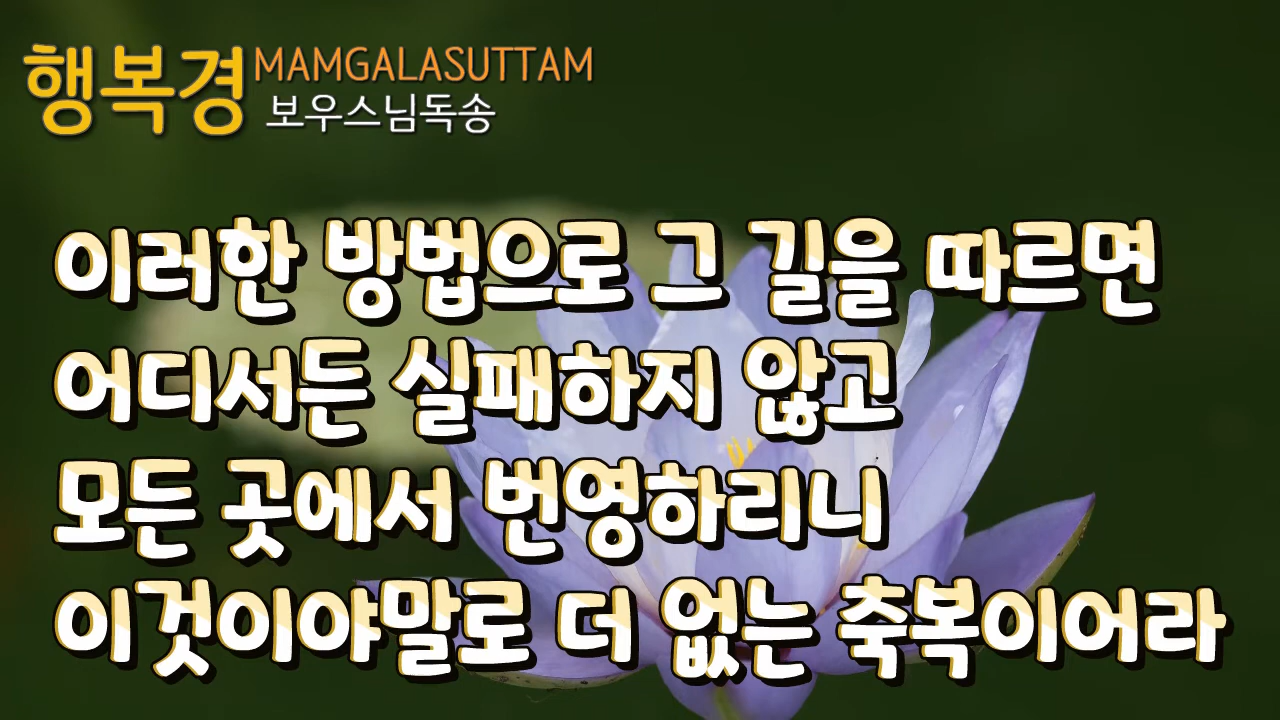 행복경 MAMGALASUTTAM
보우스님독송
이러한 방법으로 그 길을 따르면
어디서든 실패하지 않고
모든 곳에서 번영하리니
이것이야말로 더 없는 축복이어라